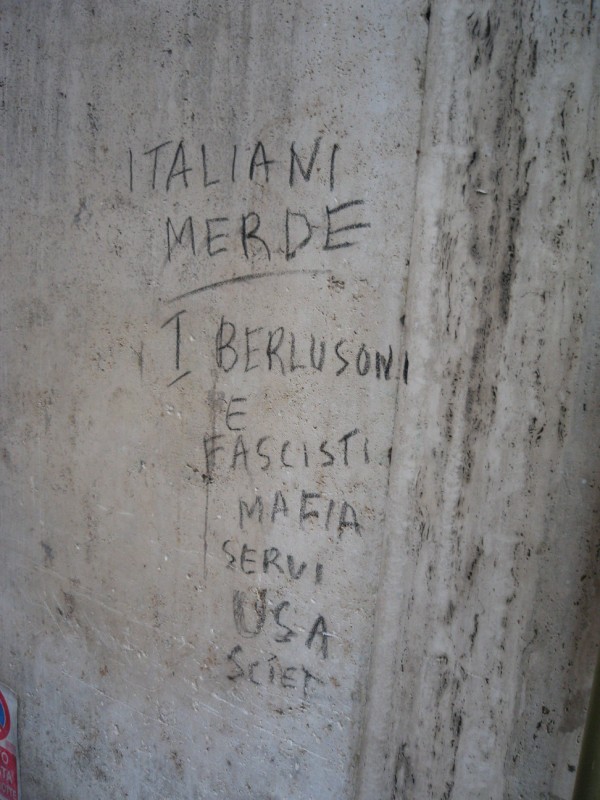 ITALIANI
MERDE
I BERLUSONI
E
FASCISTI
MAFIA
SERVI
USA